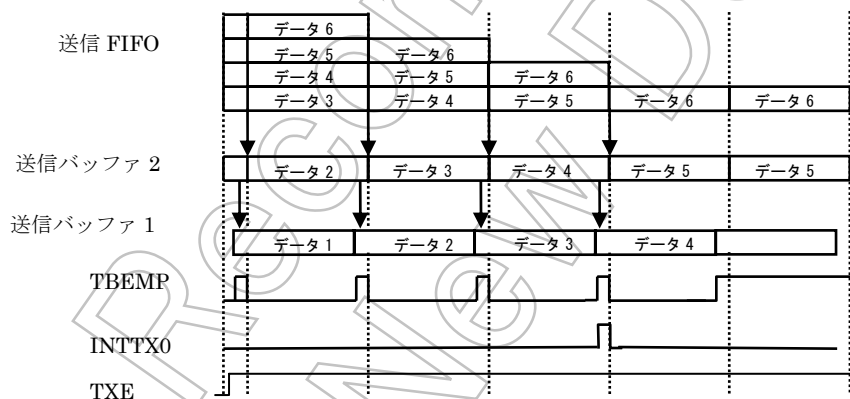 送信 FIFO
データ 6
データ 5 データ 6
データ 4 データ 5 データ 6
データ 3 データ 4 データ 5 データ 6 データ 6
送信バッファ 2
データ 2 データ 3 データ 4 データ 5 データ 5
送信バッファ 1
データ 1 データ 2 データ 3 データ 4
TBEMP
INTTX0
TXE